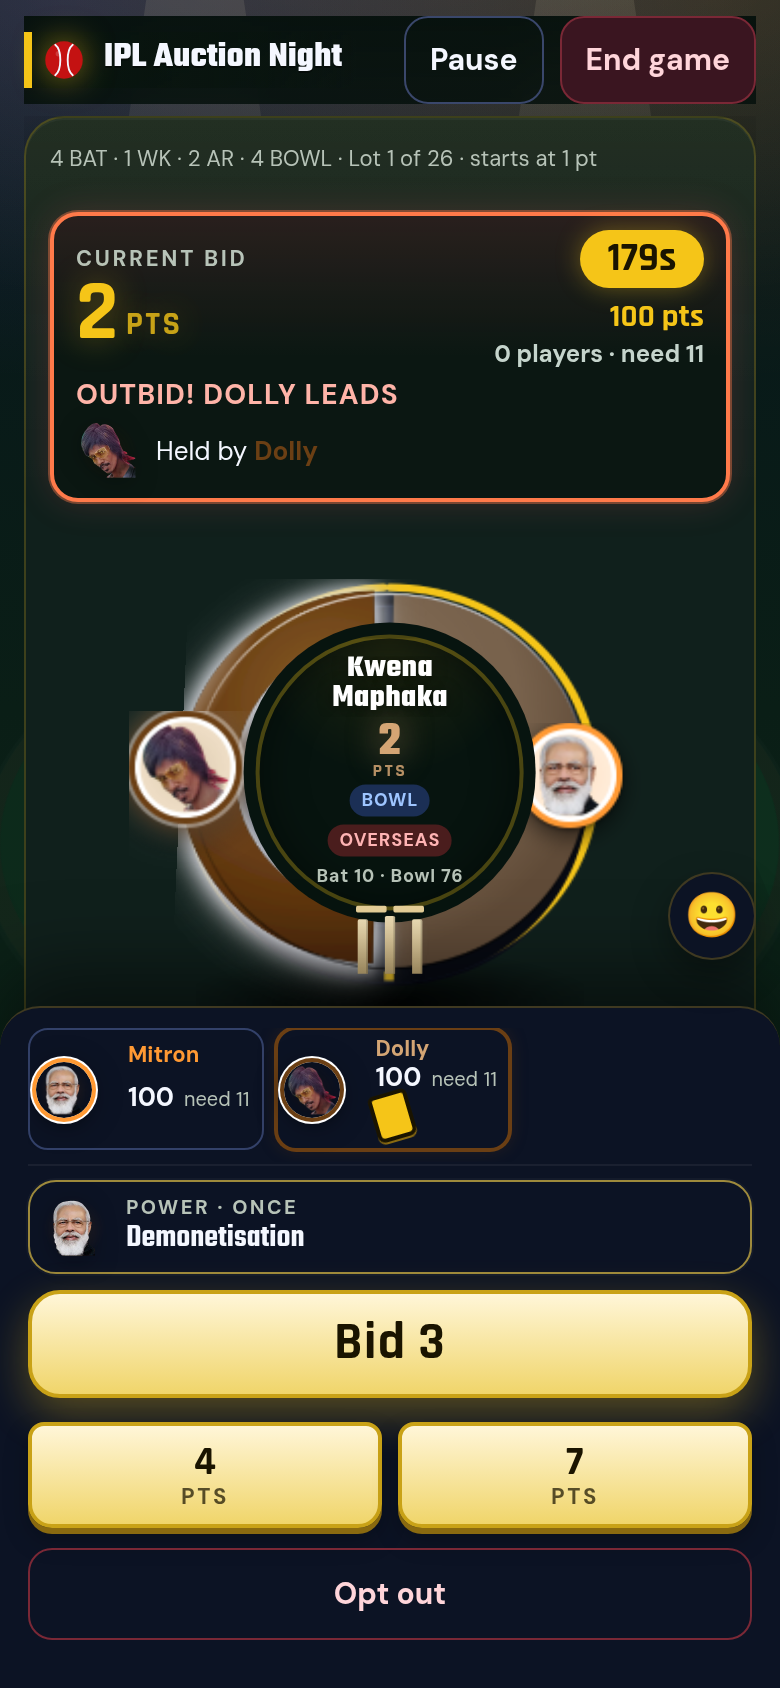 IPL Auction Night
Pause
End game
4 BAT · 1 WK · 2 AR · 4 BOWL · Lot 1 of 26 · starts at 1 pt
CURRENT BID
179s
2 PTS
100 pts
0 players · need 11
OUTBID! DOLLY LEADS
Held by Dolly
Kwena
Maphaka
2
PTS
BOWL
OVERSEAS
Bat 10 · Bowl 76
Mitron
100 need 11
Dolly
100 need 11
POWER · ONCE
Demonetisation
Bid 3
4
PTS
7
PTS
Opt out